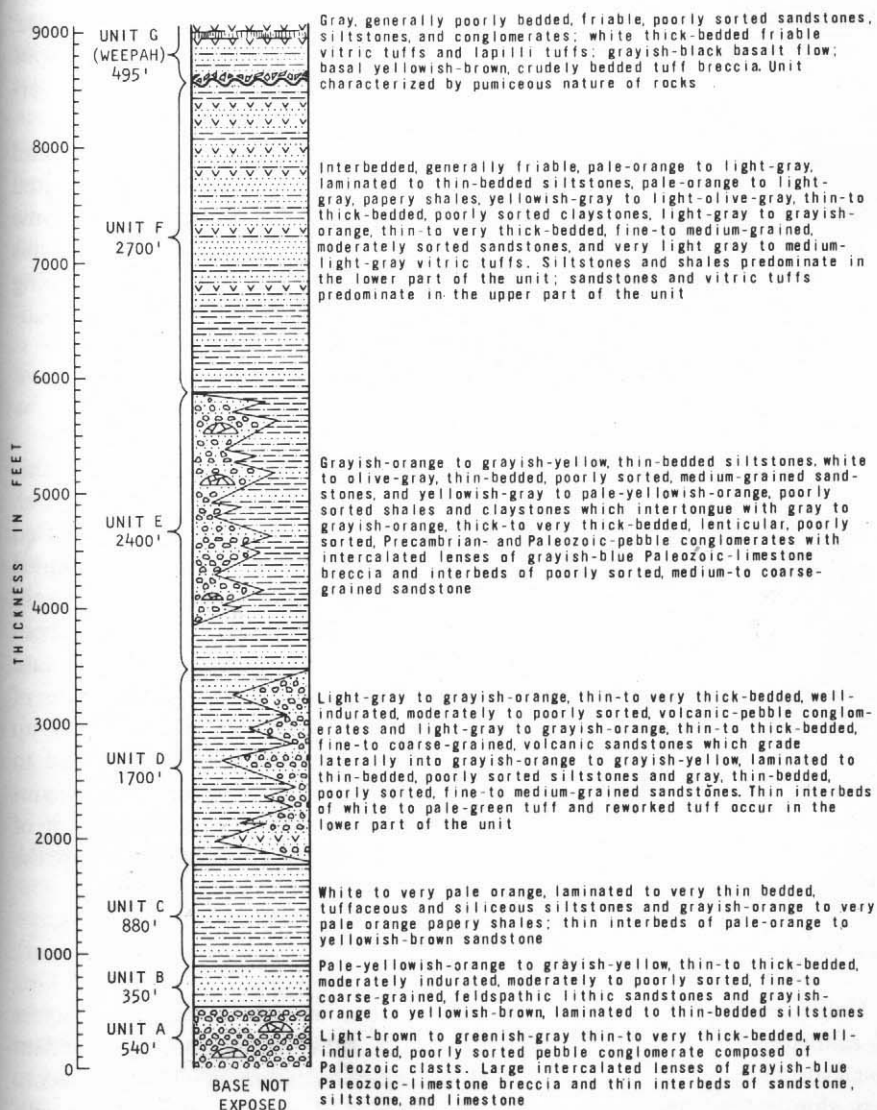 Gray, generally poorly bedded, friable, poorly sorted sandstones,
siltstones, and conglomerates; white thick-bedded friable
vitric tuffs and lapilli tuffs; grayish-black basalt flow;
basal yellowish-brown, crudely bedded tuff breccia. Unit
characterized by pumiceous nature of rocks
UNIT G
(WEEPAH)
495'
Interbedded, generally friable, pale-orange to light-gray,
laminated to thin-bedded siltstones, pale-orange to light-
gray, papery shales, yellowish-gray to light-olive-gray, thin-to
thick-bedded, poorly sorted claystones, light-gray to grayish-
orange, thin-to very thick-bedded, fine-to medium-grained,
moderately sorted sandstones, and very light gray to medium-
light-gray vitric tuffs. Siltstones and shales predominate in
the lower part of the unit; sandstones and vitric tuffs
predominate in the upper part of the unit
UNIT F
2700'
Grayish-orange to grayish-yellow, thin-bedded siltstones, white
to olive-gray, thin-bedded, poorly sorted, medium-grained sand-
stones, and yellowish-gray to pale-yellowish-orange, poorly
sorted shales and claystones which intertongue with gray to
grayish-orange, thick-to very thick-bedded, lenticular, poorly
sorted, Precambrian- and Paleozoic-pebble conglomerates with
intercalated lenses of grayish-blue Paleozoic-limestone
breccia and interbeds of poorly sorted, medium-to coarse-
grained sandstone
UNIT E
2400'
Light-gray to grayish-orange, thin-to very thick-bedded, well-
indurated, moderately to poorly sorted, volcanic-pebble conglom-
erates and light-gray to grayish-orange, thin-to thick-bedded,
fine-to coarse-grained, volcanic sandstones which grade
laterally into grayish-orange to grayish-yellow, laminated to
thin-bedded, poorly sorted siltstones and gray, thin-bedded,
poorly sorted, fine-to medium-grained sandstones. Thin interbeds
of white to pale-green tuff and reworked tuff occur in the
lower part of the unit
UNIT D
1700'
White to very pale orange, laminated to very thin bedded,
tuffaceous and siliceous siltstones and grayish-orange to very
pale orange papery shales; thin interbeds of pale-orange to
yellowish-brown sandstone
UNIT C
880'
Pale-yellowish-orange to grayish-yellow, thin-to thick-bedded,
moderately indurated, moderately to poorly sorted, fine-to
coarse-grained, feldspathic lithic sandstones and grayish-
orange to yellowish-brown, laminated to thin-bedded siltstones
UNIT B
350'
Light-brown to greenish-gray thin-to very thick-bedded, well-
indurated, poorly sorted pebble conglomerate composed of
Paleozoic clasts. Large intercalated lenses of grayish-blue
Paleozoic-limestone breccia and thin interbeds of sandstone,
siltstone, and limestone
UNIT A
540'
BASE NOT
EXPOSED
THICKNESS IN FEET
9000
8000
7000
6000
5000
4000
3000
2000
1000
0